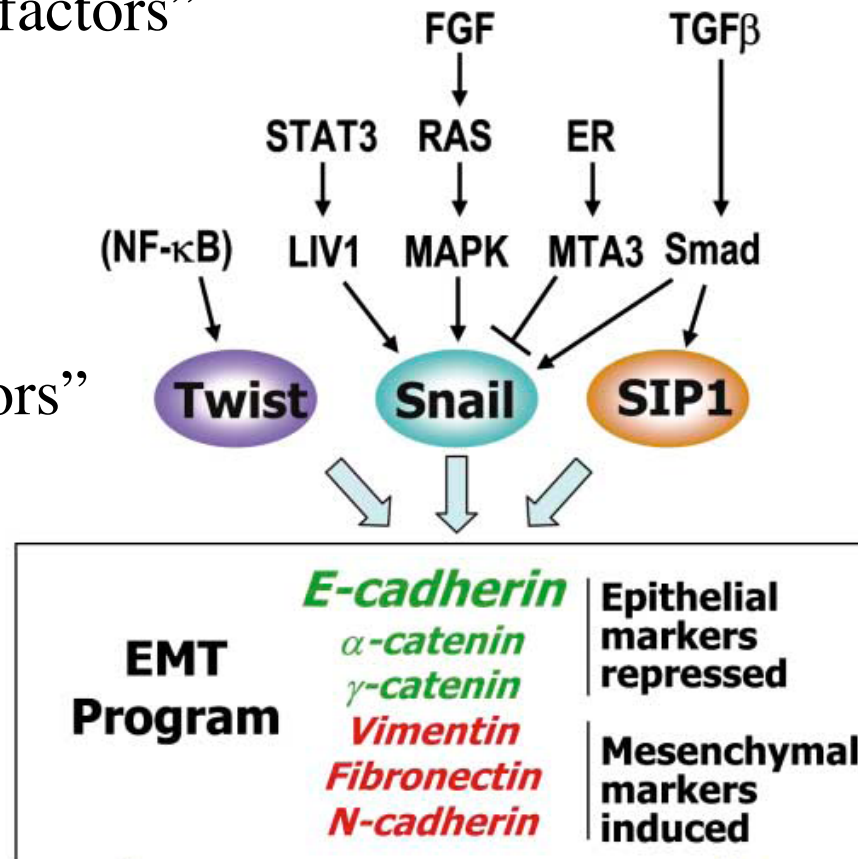 factors”
FGF TGFβ
STAT3 RAS ER
(NF-κB) LIV1 MAPK MTA3 Smad
ors”
Twist Snail SIP1
E-cadherin
α-catenin
γ-catenin
Epithelial
markers
repressed
EMT
Program
Vimentin
Fibronectin
N-cadherin
Mesenchymal
markers
induced